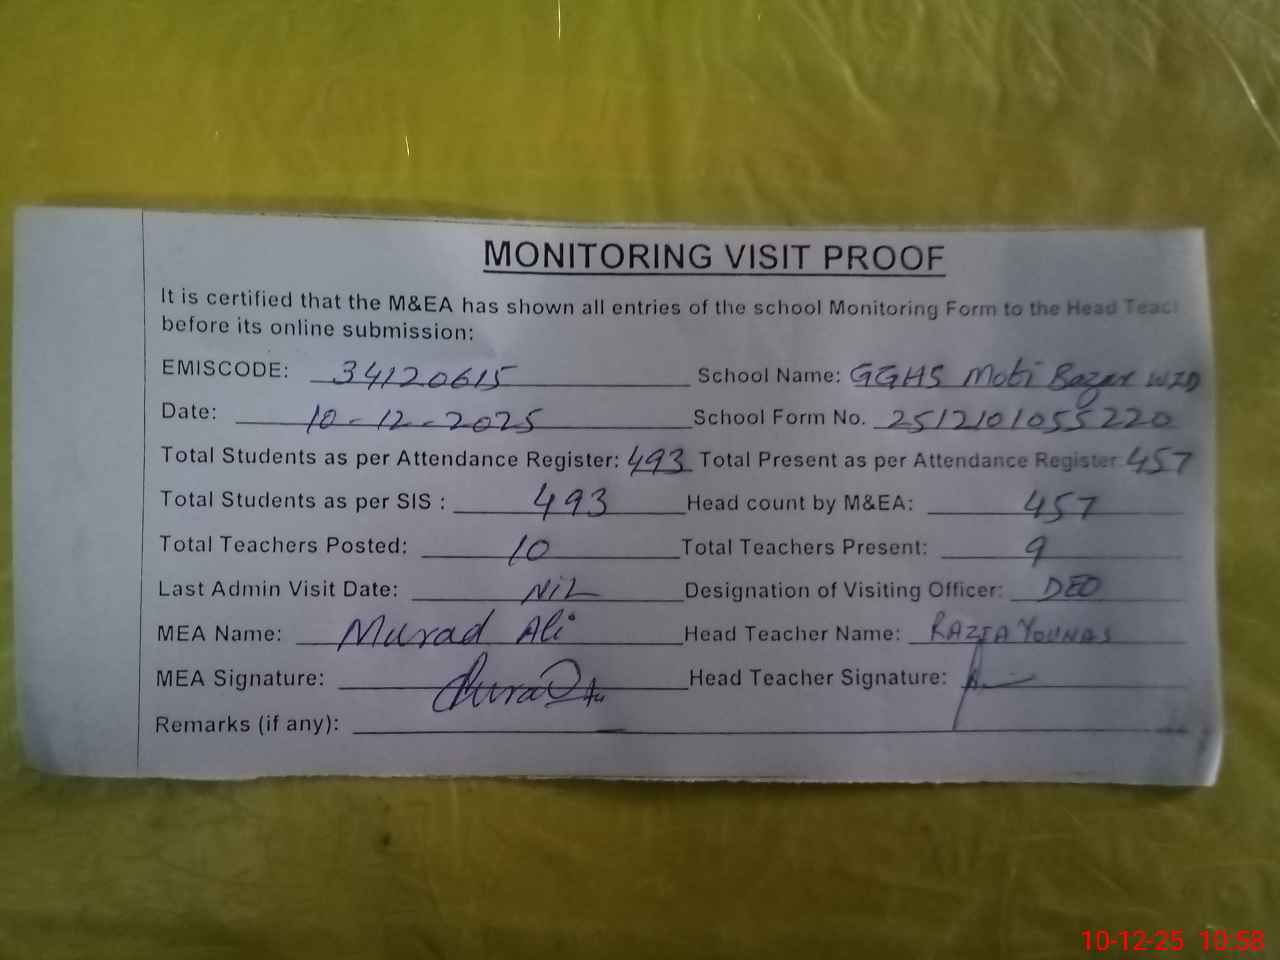 MONITORING VISIT PROOF
It is certified that the M&EA has shown all entries of the school Monitoring Form to the Head Teac
before its online submission:
EMISCODE: 34120615 School Name: GGHS Moti Bazar WZD
Date: 10-12-2025 School Form No. 2512101055220
Total Students as per Attendance Register: 493 Total Present as per Attendance Register: 457
Total Students as per SIS : 493 Head count by M&EA: 457
Total Teachers Posted: 10 Total Teachers Present: 9
Last Admin Visit Date: NiL Designation of Visiting Officer: DEO
MEA Name: Murad Ali Head Teacher Name: RAZIA YOUNAS
MEA Signature: Head Teacher Signature:
Remarks (if any):
10-12-25 10:58